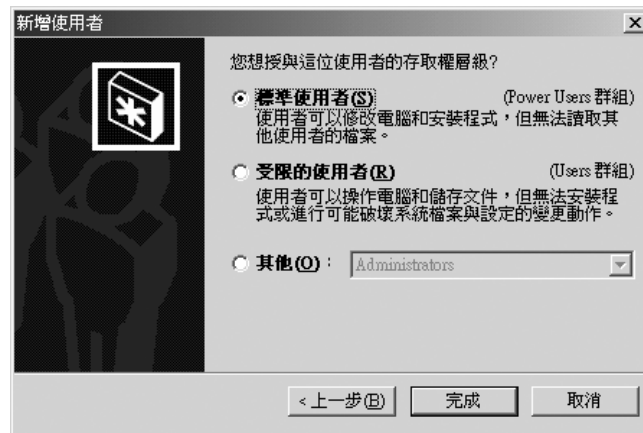 新增使用者
您想授與這位使用者的存取權層級?
標準使用者(S) (Power Users 群組)
使用者可以修改電腦和安裝程式，但無法讀取其
他使用者的檔案。
受限的使用者(R) (Users 群組)
使用者可以操作電腦和儲存文件，但無法安裝程
式或進行可能破壞系統檔案與設定的變更動作。
其他(O)： Administrators
<上一步(B) 完成 取消